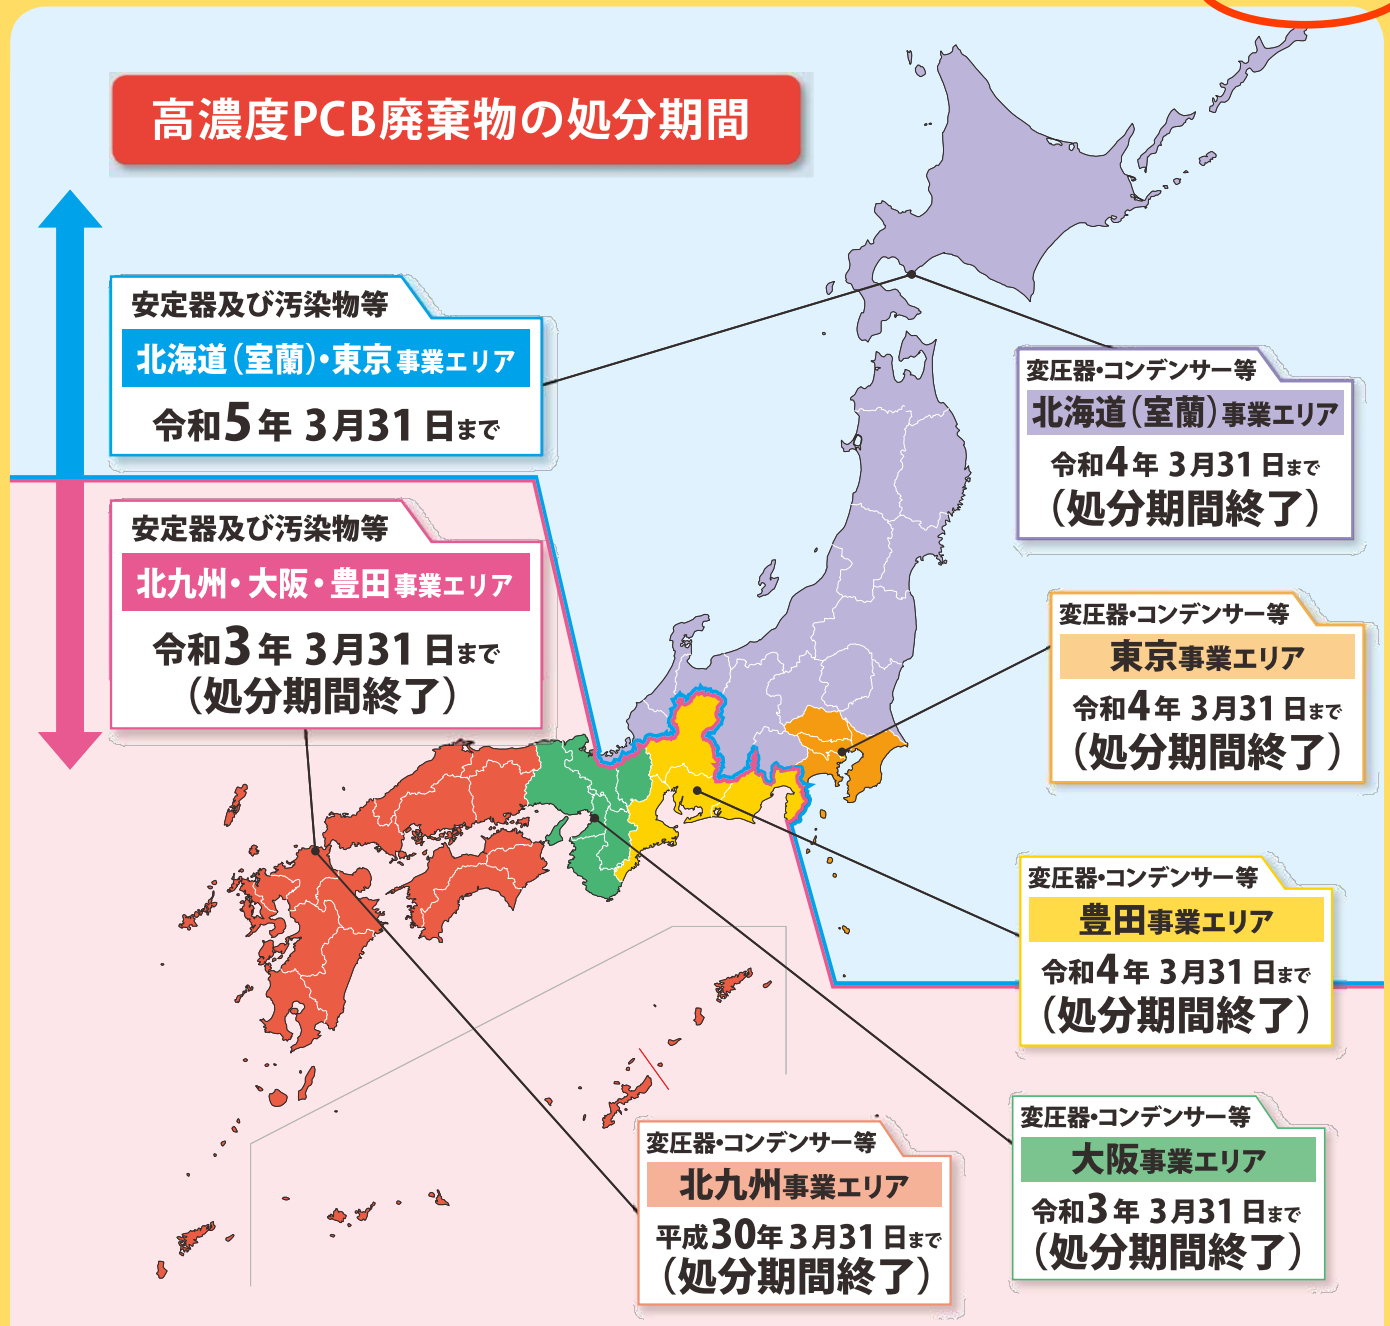 高濃度PCB廃棄物の処分期間
安定器及び汚染物等
北海道(室蘭)・東京事業エリア
令和5年 3月31日まで
安定器及び汚染物等
北九州・大阪・豊田事業エリア
令和3年 3月31日まで
(処分期間終了)
変圧器・コンデンサー等
北海道(室蘭)事業エリア
令和4年 3月31日まで
(処分期間終了)
変圧器・コンデンサー等
東京事業エリア
令和4年 3月31日まで
(処分期間終了)
変圧器・コンデンサー等
豊田事業エリア
令和4年 3月31日まで
(処分期間終了)
変圧器・コンデンサー等
大阪事業エリア
令和3年 3月31日まで
(処分期間終了)
変圧器・コンデンサー等
北九州事業エリア
平成30年 3月31日まで
(処分期間終了)